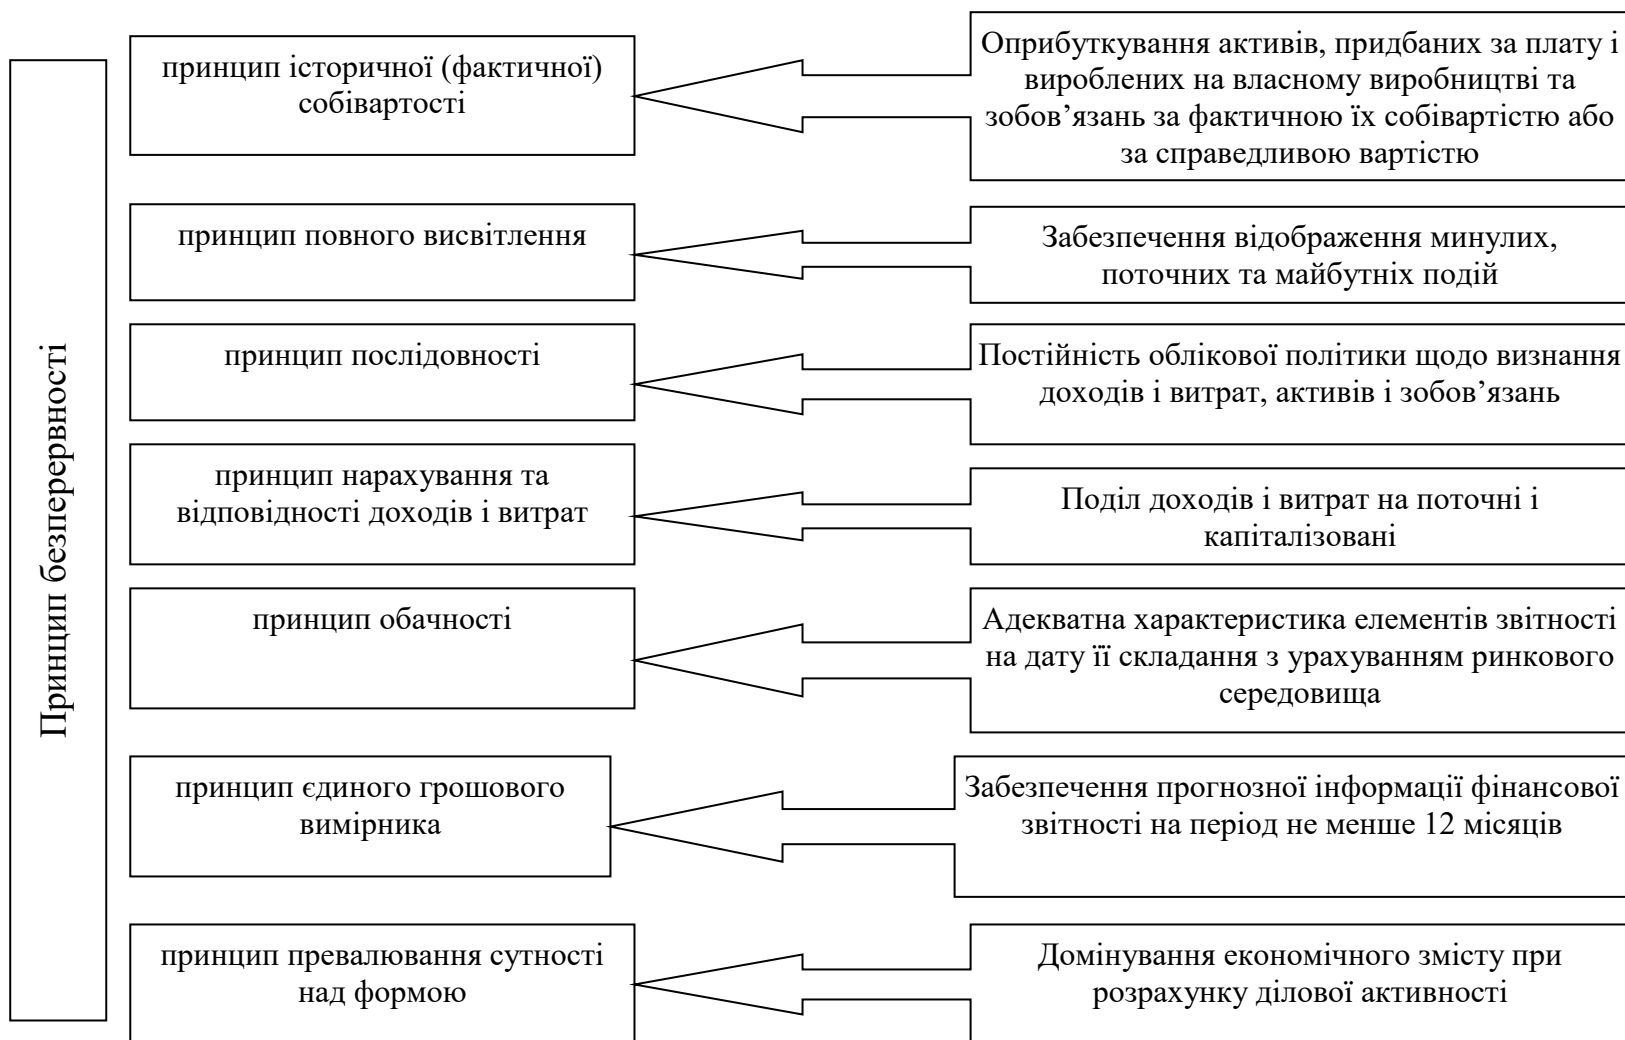 Принцип безперервності
принцип історичної (фактичної)
собівартості
Оприбуткування активів, придбаних за плату і
вироблених на власному виробництві та
зобов’язань за фактичною їх собівартістю або
за справедливою вартістю
принцип повного висвітлення
Забезпечення відображення минулих,
поточних та майбутніх подій
принцип послідовності
Постійність облікової політики щодо визнання
доходів і витрат, активів і зобов’язань
принцип нарахування та
відповідності доходів і витрат
Поділ доходів і витрат на поточні і
капіталізовані
принцип обачності
Адекватна характеристика елементів звітності
на дату її складання з урахуванням ринкового
середовища
принцип єдиного грошового
вимірника
Забезпечення прогнозної інформації фінансової
звітності на період не менше 12 місяців
принцип превалювання сутності
над формою
Домінування економічного змісту при
розрахунку ділової активності